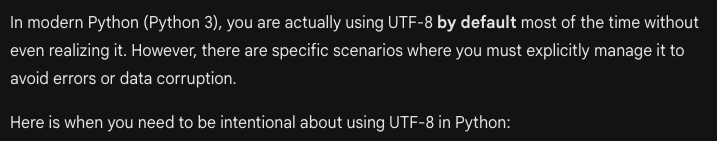 In modern Python (Python 3), you are actually using UTF-8 by default most of the time without
even realizing it. However, there are specific scenarios where you must explicitly manage it to
avoid errors or data corruption.
Here is when you need to be intentional about using UTF-8 in Python: